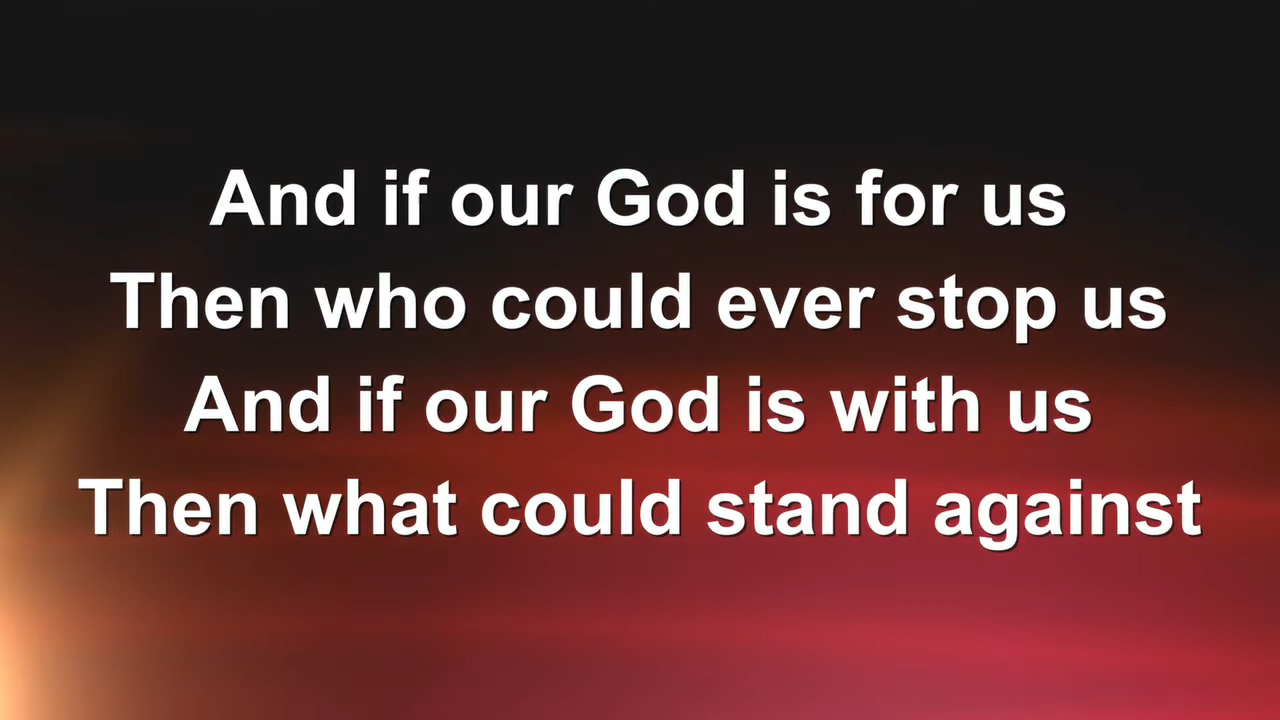 And if our God is for us
Then who could ever stop us
And if our God is with us
Then what could stand against